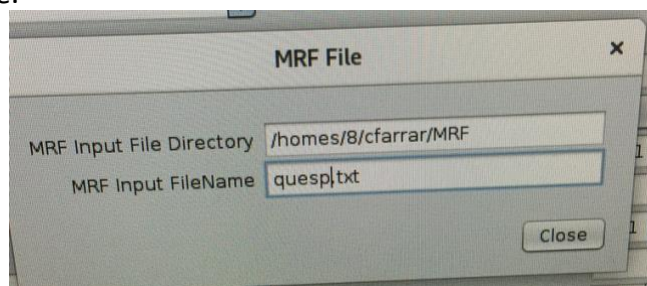 MRF File
MRF Input File Directory /homes/8/cfarrar/MRF
MRF Input FileName quesp.txt
Close